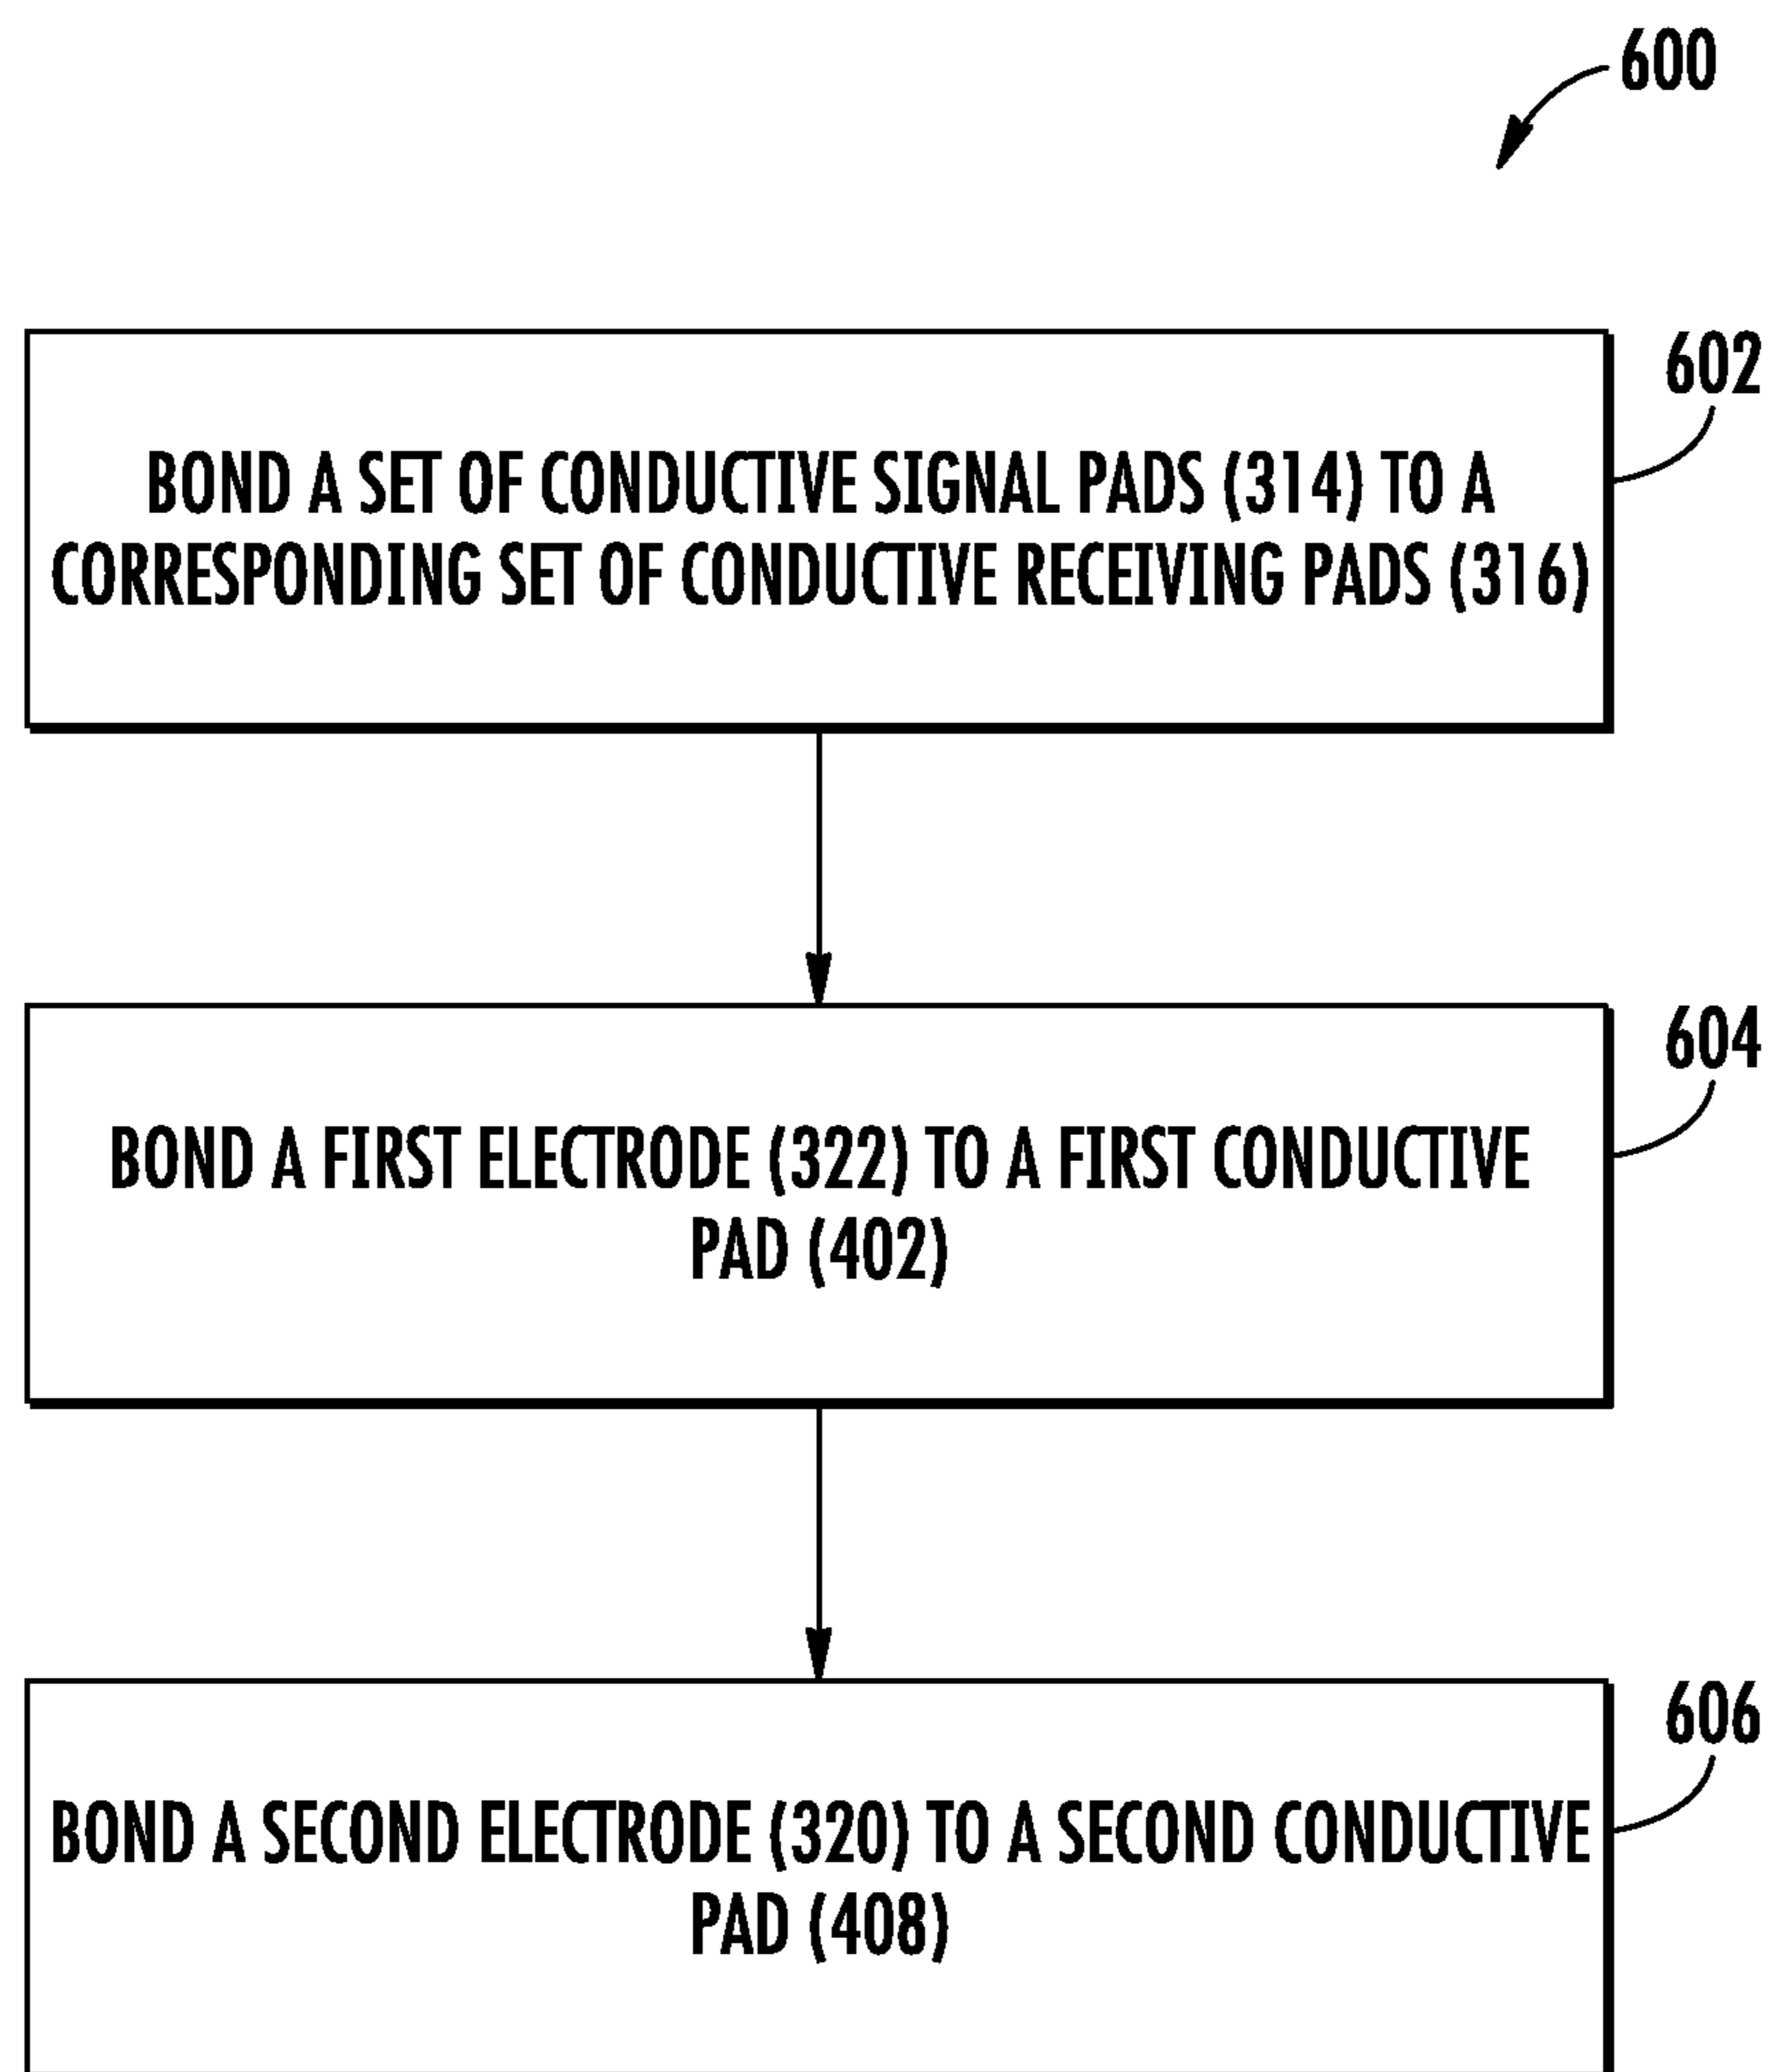 600
602
BOND A SET OF CONDUCTIVE SIGNAL PADS (314) TO A
CORRESPONDING SET OF CONDUCTIVE RECEIVING PADS (316)
604
BOND A FIRST ELECTRODE (322) TO A FIRST CONDUCTIVE
PAD (402)
606
BOND A SECOND ELECTRODE (320) TO A SECOND CONDUCTIVE
PAD (408)